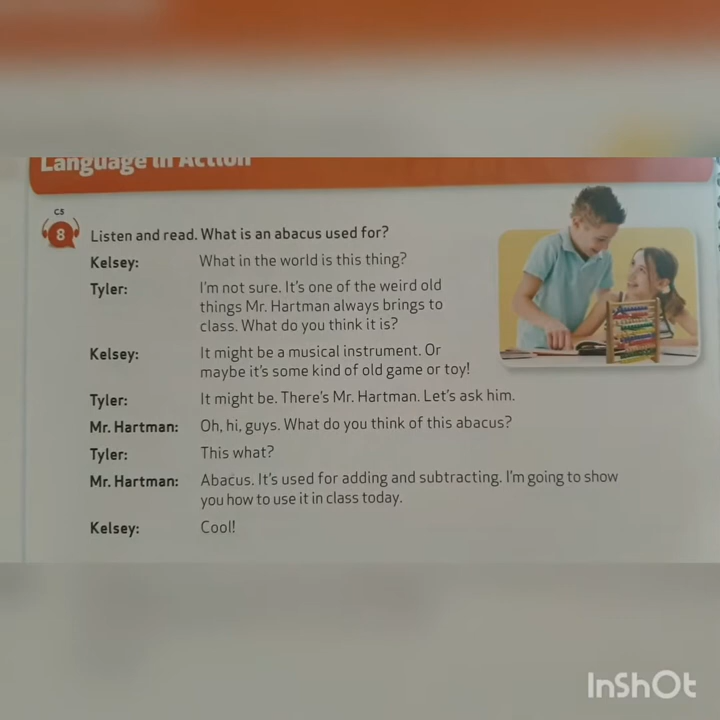 Language in Action
C5
8 Listen and read. What is an abacus used for?
Kelsey: What in the world is this thing?
Tyler: I'm not sure. It's one of the weird old
things Mr. Hartman always brings to
class. What do you think it is?
Kelsey: It might be a musical instrument. Or
maybe it's some kind of old game or toy!
Tyler: It might be. There's Mr. Hartman. Let's ask him.
Mr. Hartman: Oh, hi, guys. What do you think of this abacus?
Tyler: This what?
Mr. Hartman: Abacus. It's used for adding and subtracting. I'm going to show
you how to use it in class today.
Kelsey: Cool!
InShOt